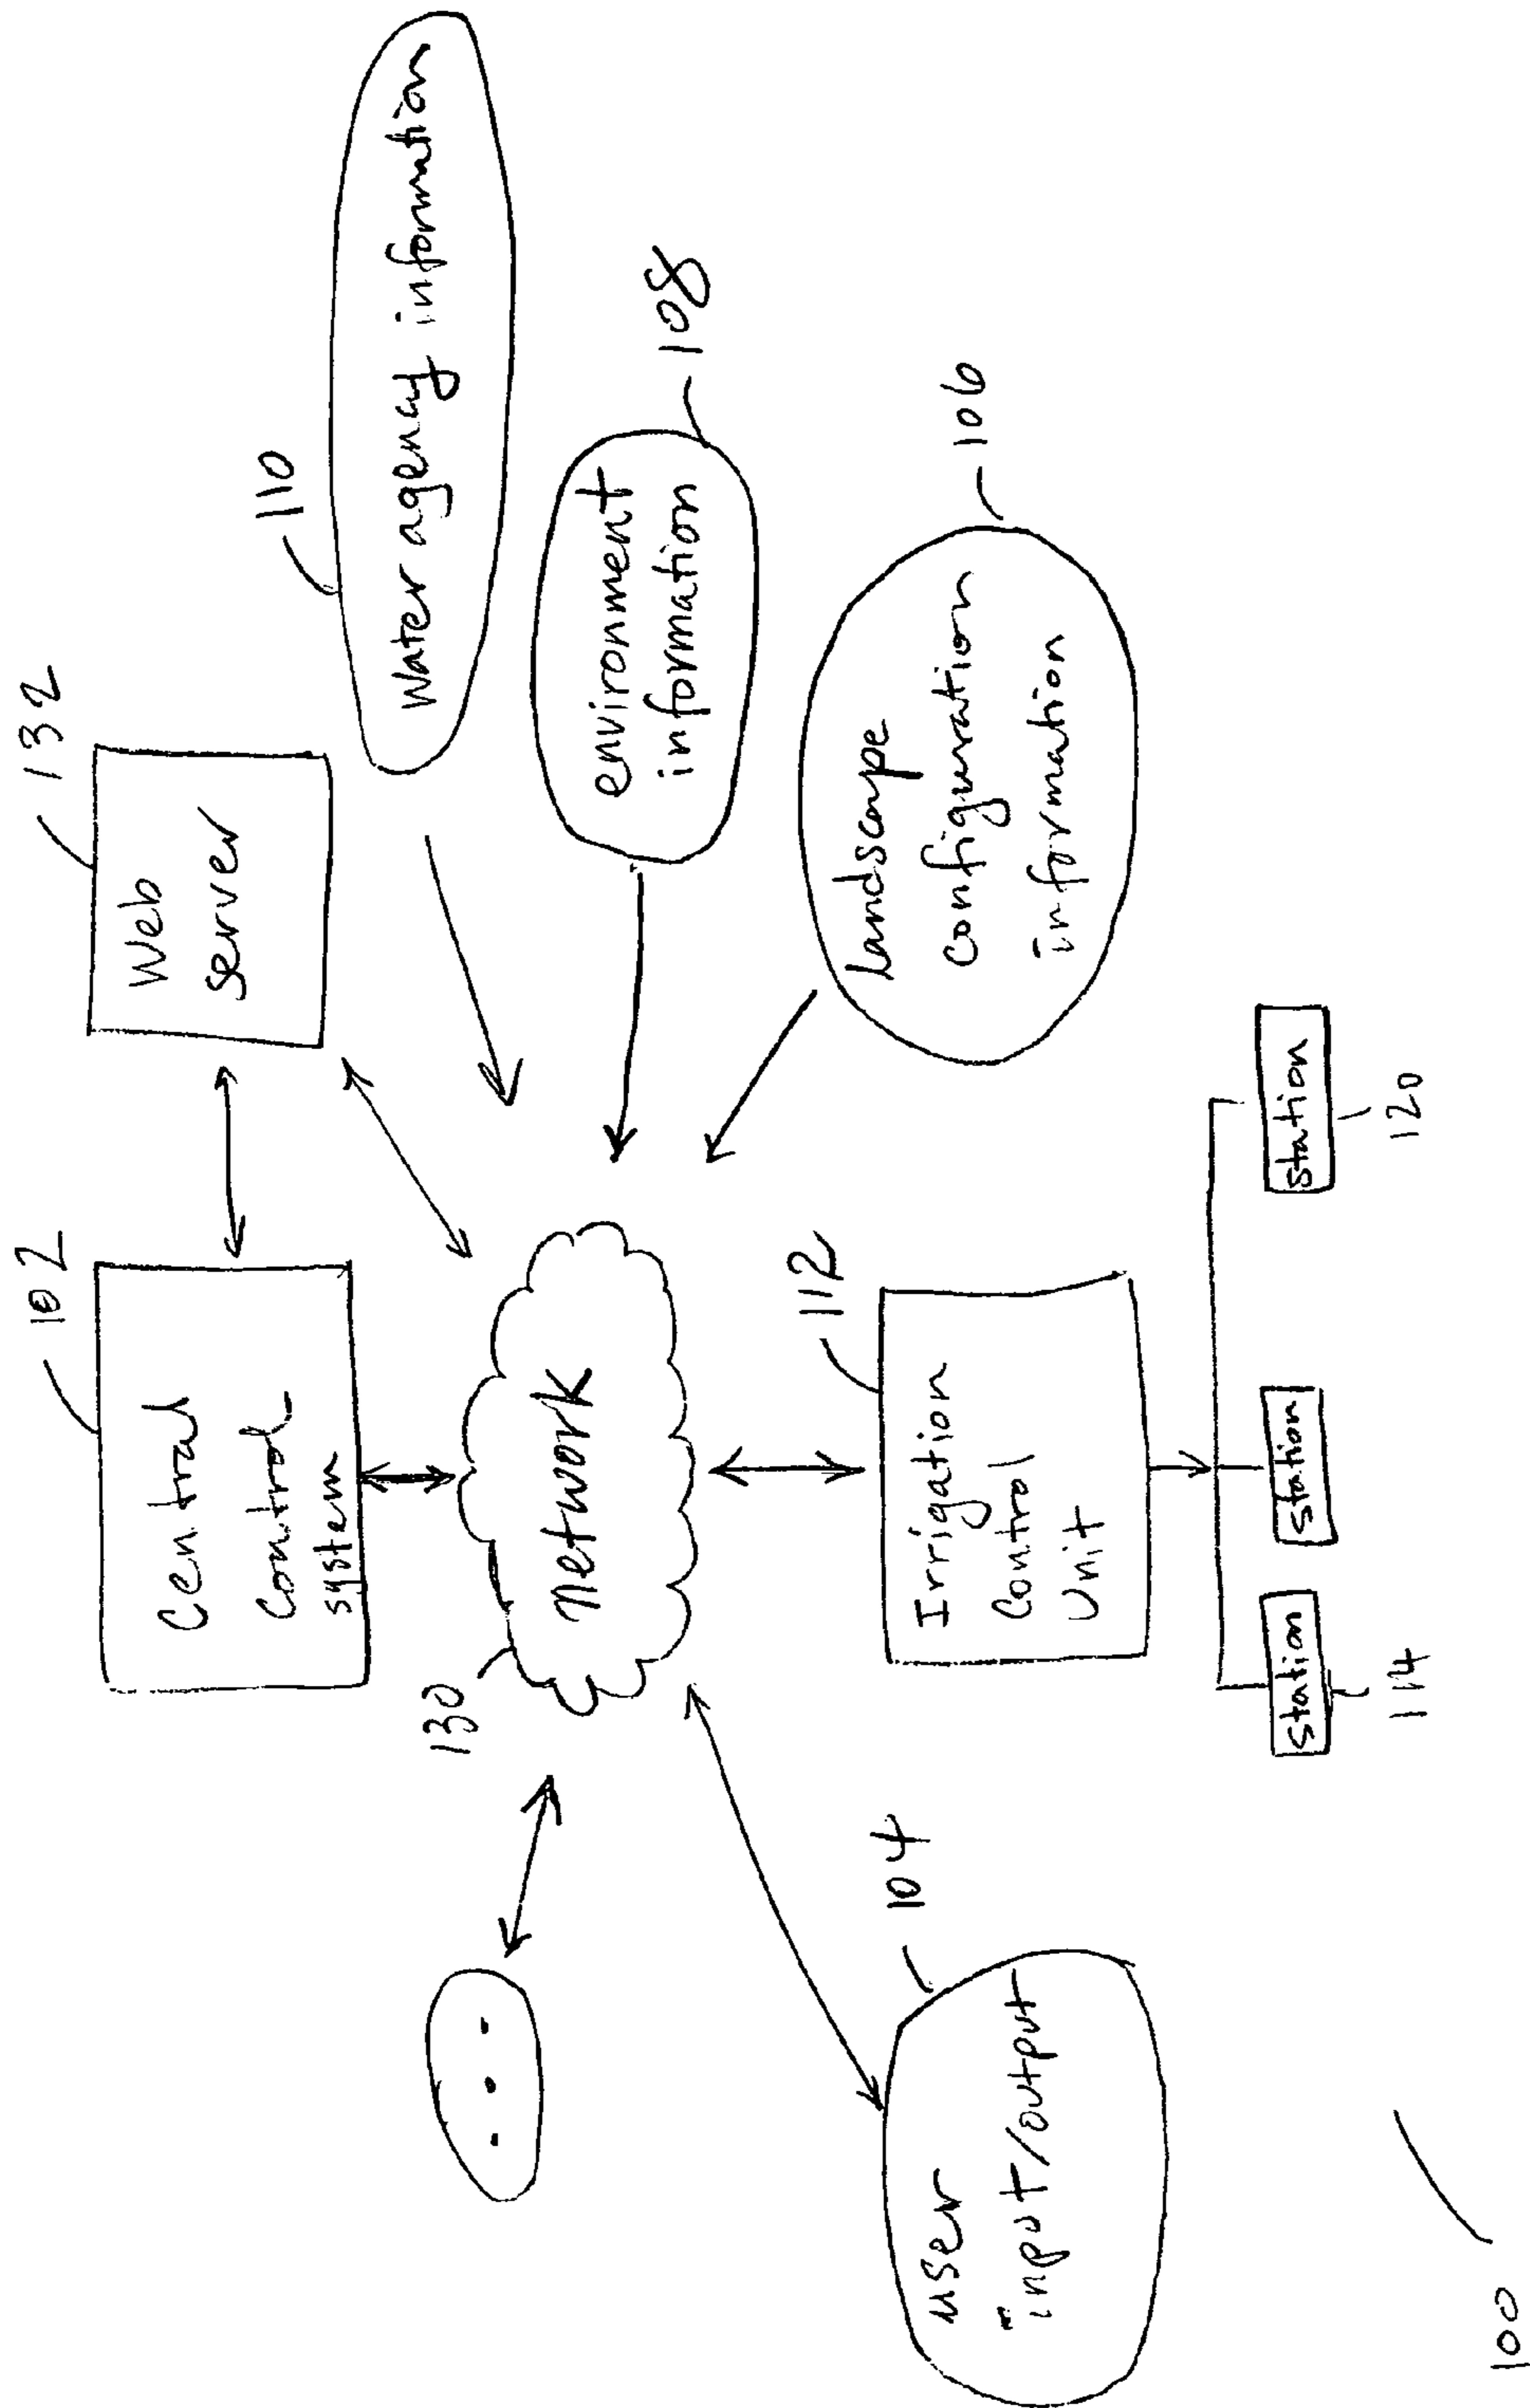 102
132
110
Central
Control
system
Web
server
Water agency information
130
network
environment
information
108
112
Irrigation
Control
Unit
landscape
configuration
information
106
104
user
input/output
station
station
station
114
120
100